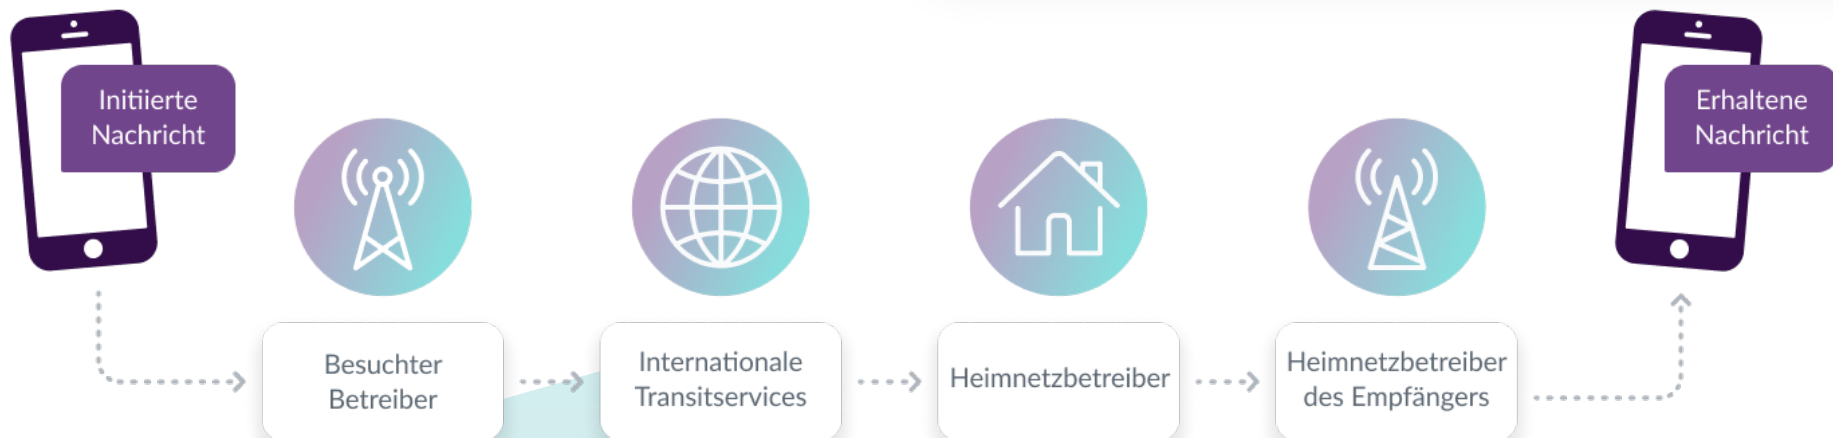 Initiierte
Nachricht
Erhaltene
Nachricht
Besuchter
Betreiber
Internationale
Transitservices
Heimnetzbetreiber
Heimnetzbetreiber
des Empfängers